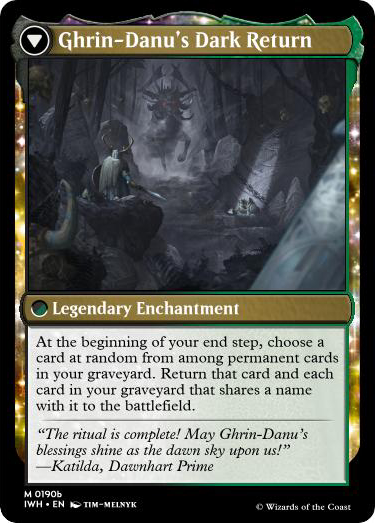 Ghrin-Danu's Dark Return
Legendary Enchantment
At the beginning of your end step, choose a
card at random from among permanent cards
in your graveyard. Return that card and each
card in your graveyard that shares a name
with it to the battlefield.
“The ritual is complete! May Ghrin-Danu's
blessings shine as the dawn sky upon us!”
—Katilda, Dawnhart Prime
M 0190b
IWH • EN TIM-MELNYK
© Wizards of the Coast